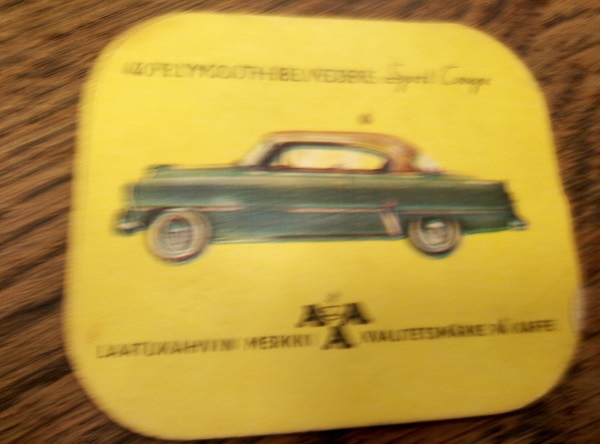 PLYMOUTH BELVEDERE Sport Coupe
A A A
LAATUKAHVIN MERKKI KVALITETSMÄRKE PÅ KAFFE